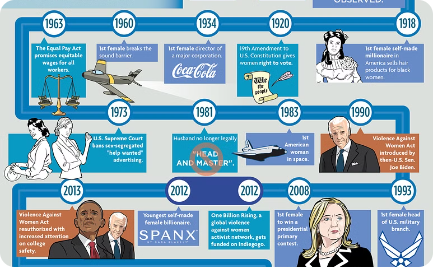 OBSERVED.
1963
1960
1934
1920
1918
The Equal Pay Act
promises equitable
wages for all
workers.
1st female breaks the
sound barrier
1st female director of
a major corporation.
Coca-Cola
19th Amendment to
U.S. Constitution gives
women right to vote.
We the
people
1st female self-made
millionaire in
America sells hair
products for black
women
1973
1981
1983
1990
U.S. Supreme Court
bans sex-segregated
"help wanted"
advertising.
Husband no longer legally
"HEAD
AND MASTER".
1st
American
woman
in space.
Violence Against
Women Act
introduced by
then-U.S. Sen.
Joe Biden.
2013
2012
2012
2008
1993
Violence Against
Women Act
reauthorized with
increased attention
on college
safety.
Youngest self-made
female billionaire.
SPANX
BY SARA BLAKELY
One Billion Rising, a
global violence
against women
activist network, gets
funded on Indiegogo.
1st female
to win a
presidential
primary
contest.
1st female head
of U.S. military
branch.